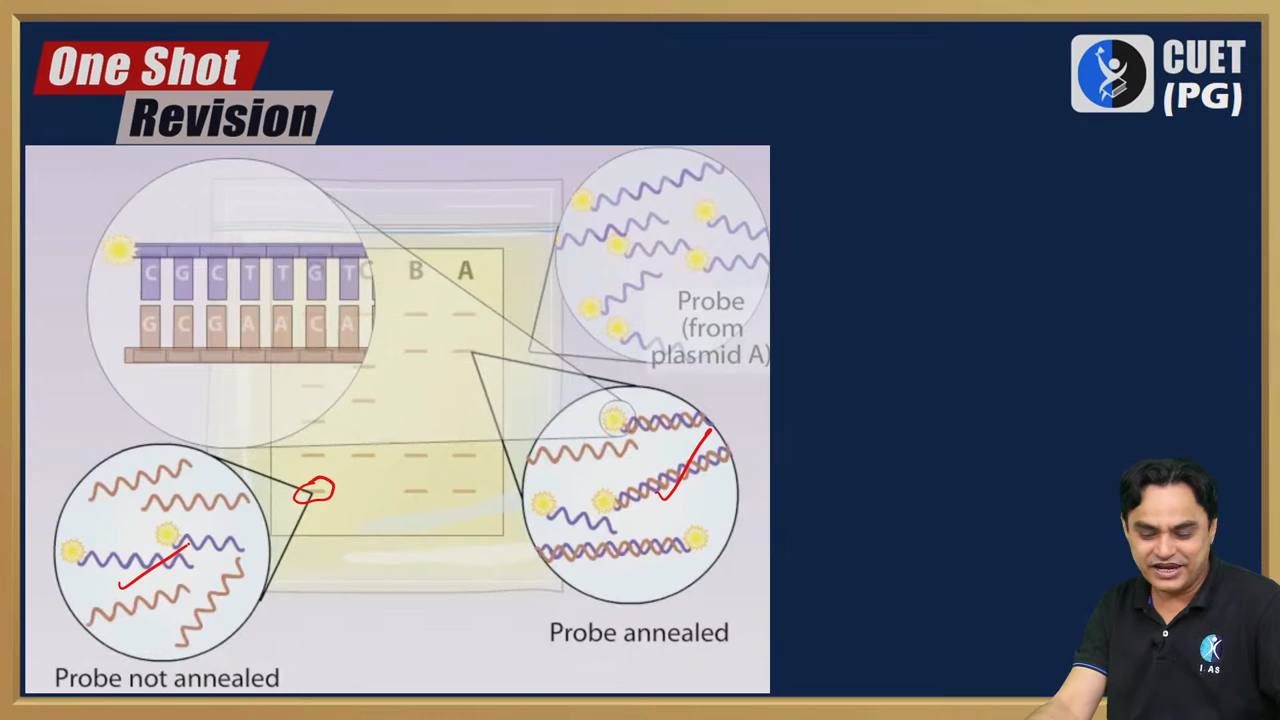 One Shot
Revision
CUET
(PG)
C G C T T G T
G C G A A C A
C B A
Probe
(from
plasmid A)
Probe annealed
Probe not annealed